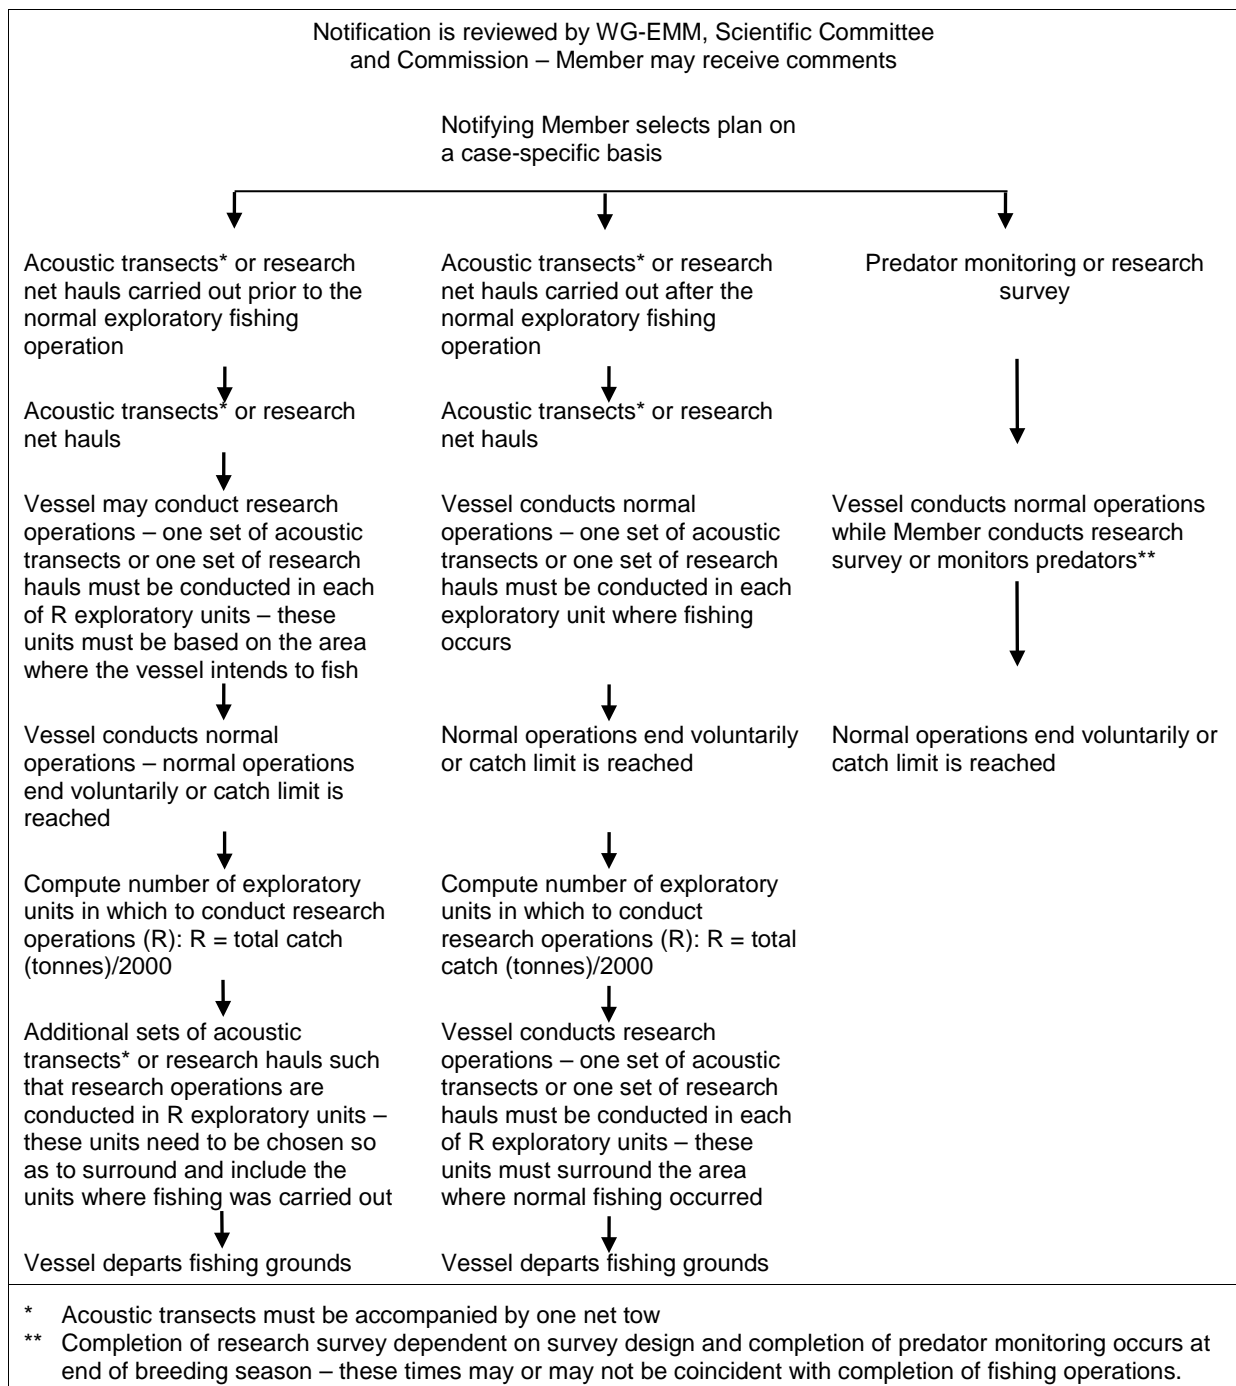 Notification is reviewed by WG-EMM, Scientific Committee
and Commission – Member may receive comments
Notifying Member selects plan on
a case-specific basis
Acoustic transects* or research
net hauls carried out prior to the
normal exploratory fishing
operation
Acoustic transects* or research
net hauls
Vessel may conduct research
operations – one set of acoustic
transects or one set of research
hauls must be conducted in each
of R exploratory units – these
units must be based on the area
where the vessel intends to fish
Vessel conducts normal
operations – normal operations
end voluntarily or catch limit is
reached
Compute number of exploratory
units in which to conduct research
operations (R): R = total catch
(tonnes)/2000
Additional sets of acoustic
transects* or research hauls such
that research operations are
conducted in R exploratory units –
these units need to be chosen so
as to surround and include the
units where fishing was carried out
Vessel departs fishing grounds
Acoustic transects* or research
net hauls carried out after the
normal exploratory fishing
operation
Acoustic transects* or research
net hauls
Vessel conducts normal
operations – one set of acoustic
transects or one set of research
hauls must be conducted in each
exploratory unit where fishing
occurs
Normal operations end voluntarily
or catch limit is reached
Compute number of exploratory
units in which to conduct
research operations (R): R = total
catch (tonnes)/2000
Vessel conducts research
operations – one set of acoustic
transects or one set of research
hauls must be conducted in each
of R exploratory units – these
units must surround the area
where normal fishing occurred
Vessel departs fishing grounds
Predator monitoring or research
survey
Vessel conducts normal operations
while Member conducts research
survey or monitors predators**
Normal operations end voluntarily or
catch limit is reached
* Acoustic transects must be accompanied by one net tow
** Completion of research survey dependent on survey design and completion of predator monitoring occurs at
end of breeding season – these times may or may not be coincident with completion of fishing operations.